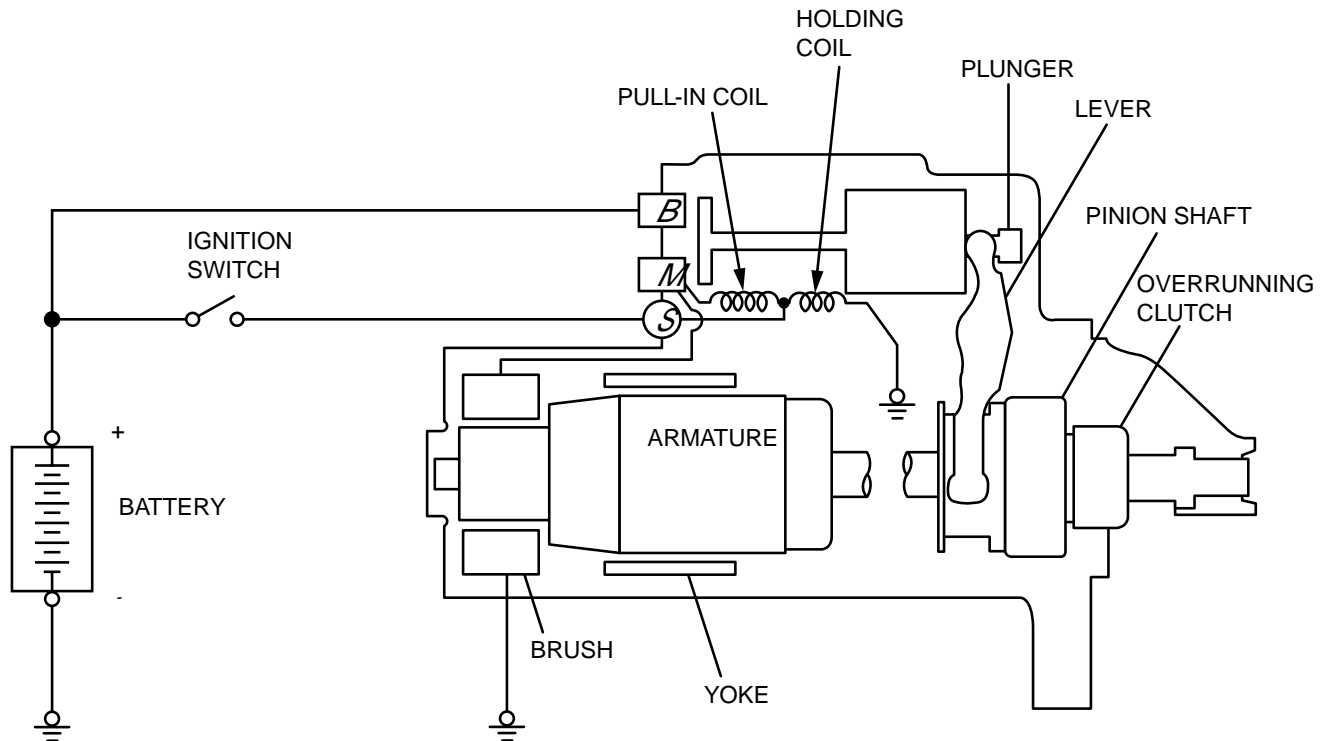 HOLDING
COIL
PLUNGER
PULL-IN COIL
LEVER
B
PINION SHAFT
IGNITION
SWITCH
M
OVERRUNNING
CLUTCH
S
+
ARMATURE
BATTERY
-
BRUSH
YOKE